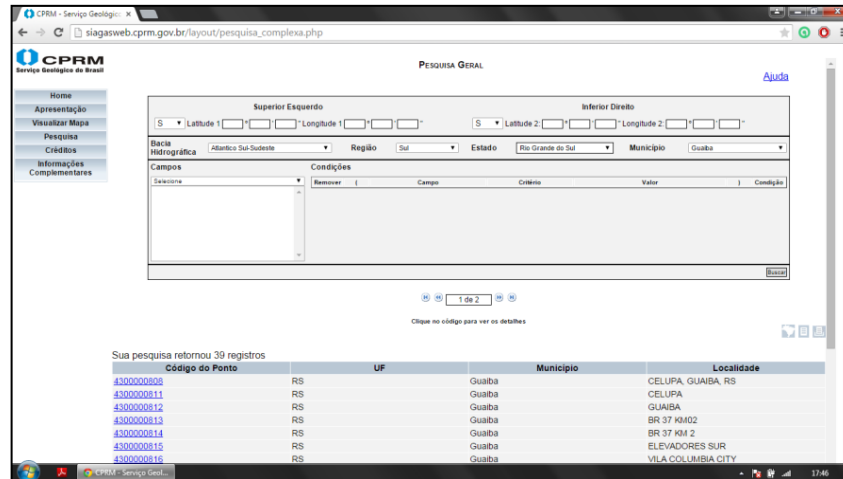 CPRM - Serviço Geológic
siagasweb.cprm.gov.br/layout/pesquisa_complexa.php
CPRM
Serviço Geológico do Brasil
PESQUISA GERAL
Ajuda
Home
Apresentação
Visualizar Mapa
Pesquisa
Créditos
Informações
Complementares
Superior Esquerdo Inferior Direito
S Latitude 1 ° ' " Longitude 1 ° ' " S Latitude 2: ° ' " Longitude 2: ° ' "
Bacia
Hidrográfica Atlantico Sul-Sudeste Região Sul Estado Rio Grande do Sul Município Guaiba
Campos Condições
Selecione Remover ( Campo Critério Valor ) Condição
Buscar
1 de 2
Clique no código para ver os detalhes
Sua pesquisa retornou 39 registros
Código do Ponto UF Município Localidade
4300000808 RS Guaiba CELUPA, GUAIBA, RS
4300000811 RS Guaiba CELUPA
4300000812 RS Guaiba GUAIBA
4300000813 RS Guaiba BR 37 KM02
4300000814 RS Guaiba BR 37 KM 2
4300000815 RS Guaiba ELEVADORES SUR
4300000816 RS Guaiba VILA COLUMBIA CITY
CPRM - Serviço Geol...
17:46